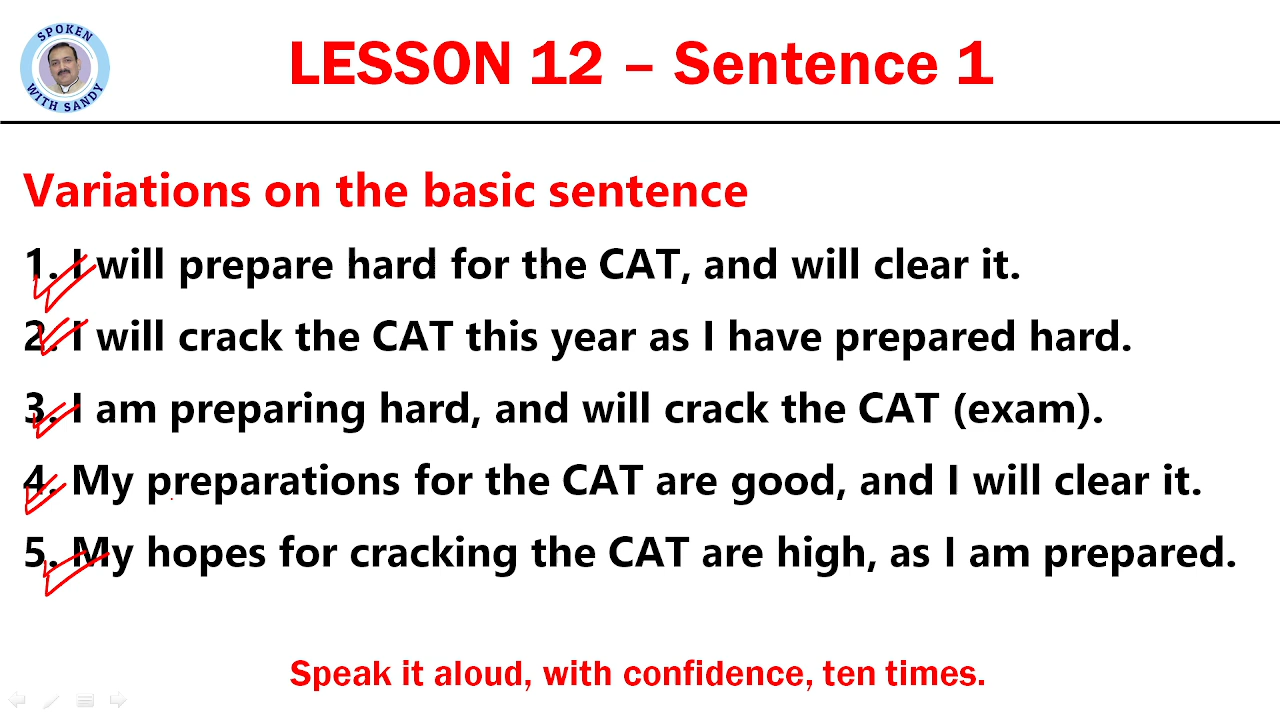 SPOKEN
WITH SANDY
LESSON 12 – Sentence 1
Variations on the basic sentence
1. I will prepare hard for the CAT, and will clear it.
2. I will crack the CAT this year as I have prepared hard.
3. I am preparing hard, and will crack the CAT (exam).
4. My preparations for the CAT are good, and I will clear it.
5. My hopes for cracking the CAT are high, as I am prepared.
Speak it aloud, with confidence, ten times.